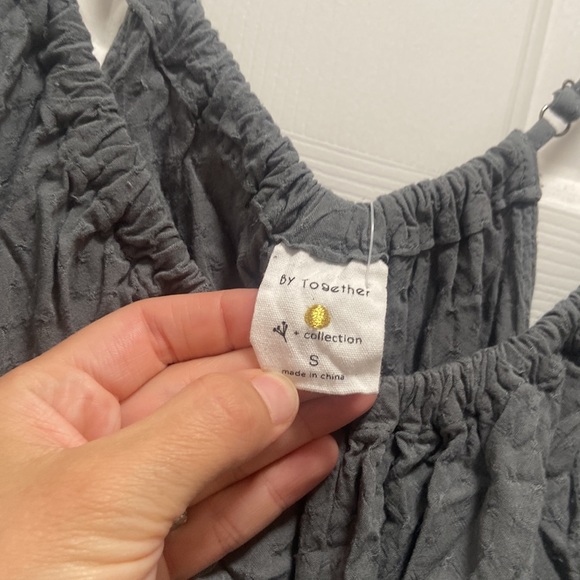 By Together
+ collection
S
made in china